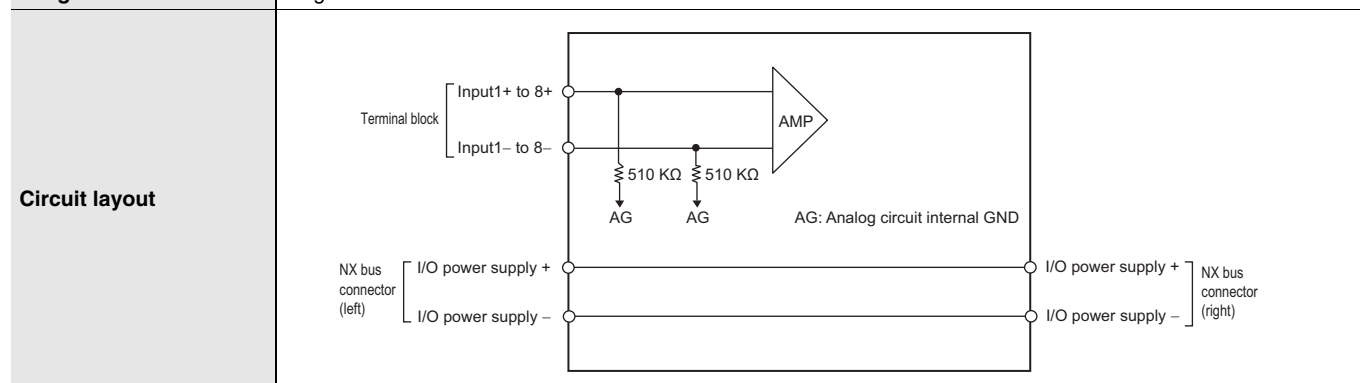 Circuit layout
Terminal block
Input1+ to 8+
Input1– to 8–
AMP
510 KΩ
510 KΩ
AG
AG
AG: Analog circuit internal GND
NX bus
connector
(left)
I/O power supply +
I/O power supply –
I/O power supply +
I/O power supply –
NX bus
connector
(right)